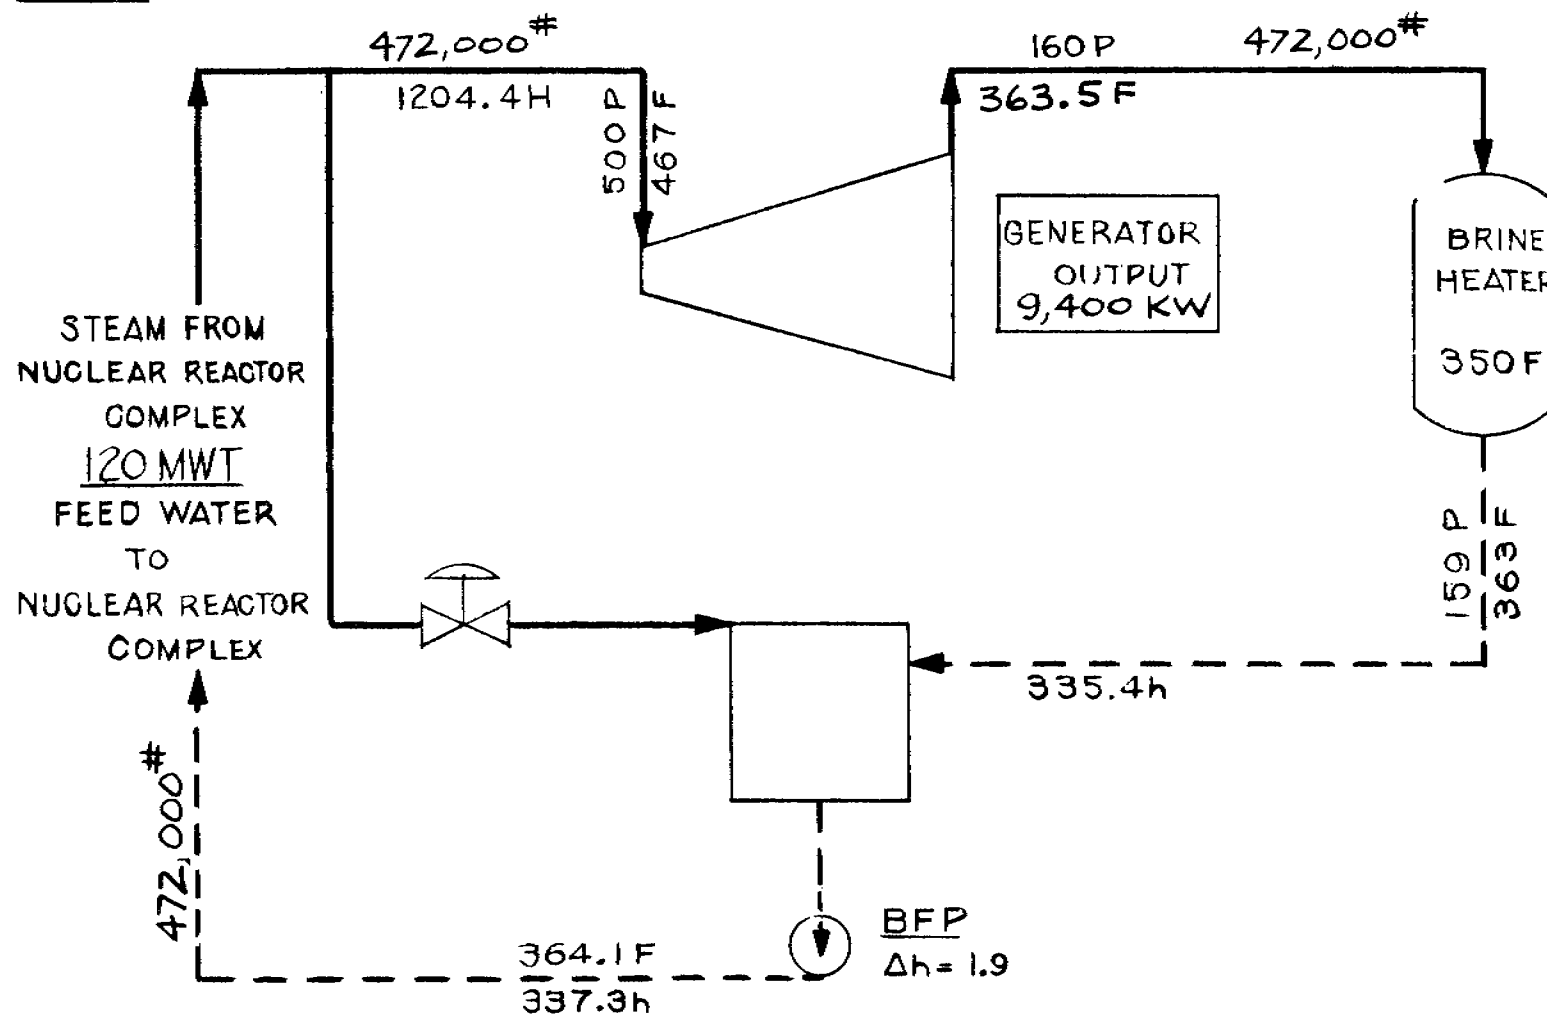 472,000#
1204.4H
500 P
467 F
160 P
472,000#
363.5 F
GENERATOR
OUTPUT
9,400 KW
BRINE
HEATER
350 F
STEAM FROM
NUCLEAR REACTOR
COMPLEX
120 MWT
FEED WATER
TO
NUCLEAR REACTOR
COMPLEX
159 P
363 F
335.4h
472,000#
BFP
Δh = 1.9
364.1 F
337.3h